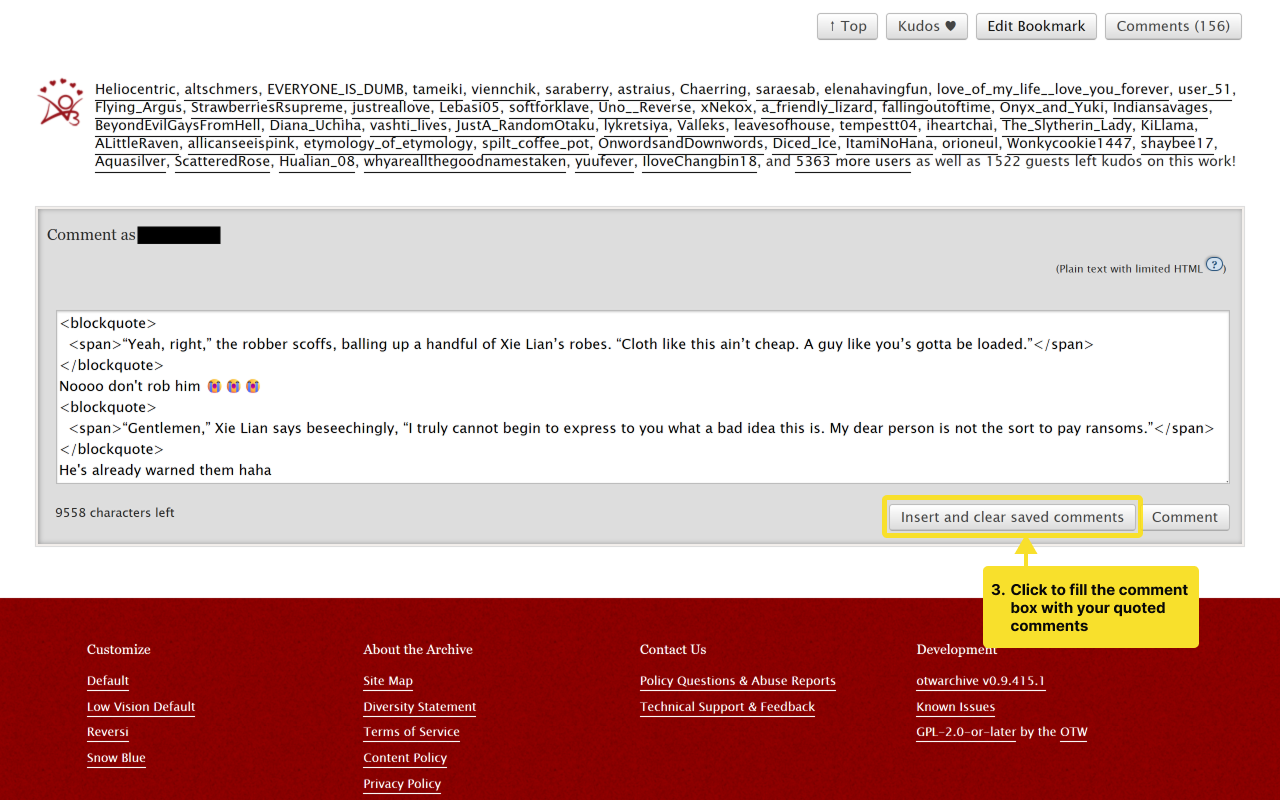 ↑ Top Kudos ♥ Edit Bookmark Comments (156)
Heliocentric, altschmers, EVERYONE_IS_DUMB, tameiki, viennchik, saraberry, astraius, Chaerring, saraesab, elenahavingfun, love_of_my_life__love_you_forever, user_51,
Flying_Argus, StrawberriesRsupreme, justreallove, Lebasi05, softforklave, Uno__Reverse, xNekox, a_friendly_lizard, fallingoutoftime, Onyx_and_Yuki, Indiansavages,
BeyondEvilGaysFromHell, Diana_Uchiha, vashti_lives, JustA_RandomOtaku, lykretsiya, Valleks, leavesofhouse, tempestt04, iheartchai, The_Slytherin_Lady, KiLlama,
ALittleRaven, allicanseeispink, etymology_of_etymology, spilt_coffee_pot, OnwordsandDownwords, Diced_Ice, ItamiNoHana, orioneul, Wonkycookie1447, shaybee17,
Aquasilver, ScatteredRose, Hualian_08, whyareallthegoodnamestaken, yuufever, IloveChangbin18, and 5363 more users as well as 1522 guests left kudos on this work!
Comment as
(Plain text with limited HTML ?)
<blockquote>
<span>“Yeah, right,” the robber scoffs, balling up a handful of Xie Lian’s robes. “Cloth like this ain’t cheap. A guy like you’s gotta be loaded.”</span>
</blockquote>
Noooo don't rob him 😭😭😭
<blockquote>
<span>“Gentlemen,” Xie Lian says beseechingly, “I truly cannot begin to express to you what a bad idea this is. My dear person is not the sort to pay ransoms.”</span>
</blockquote>
He's already warned them haha
9558 characters left
Insert and clear saved comments Comment
3. Click to fill the comment
box with your quoted
comments
Customize
Default
Low Vision Default
Reversi
Snow Blue
About the Archive
Site Map
Diversity Statement
Terms of Service
Content Policy
Privacy Policy
Contact Us
Policy Questions & Abuse Reports
Technical Support & Feedback
Development
otwarchive v0.9.415.1
Known Issues
GPL-2.0-or-later by the OTW